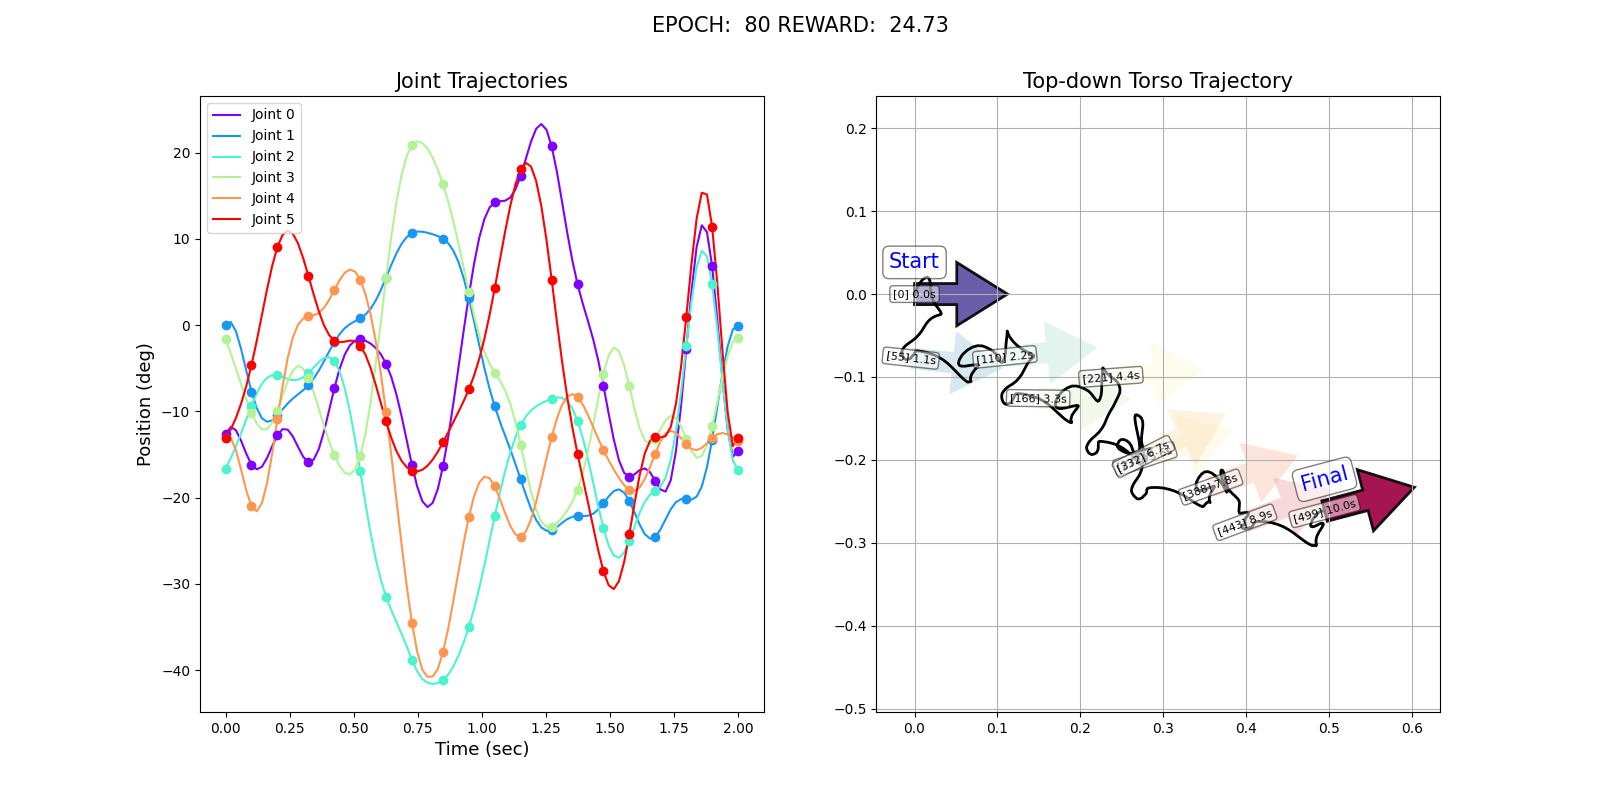 EPOCH:  80 REWARD:  24.73
Joint Trajectories
Joint 0
Joint 1
Joint 2
Joint 3
Joint 4
Joint 5
20
10
0
−10
−20
−30
−40
Position (deg)
0.00 0.25 0.50 0.75 1.00 1.25 1.50 1.75 2.00
Time (sec)
Top-down Torso Trajectory
0.2
0.1
0.0
−0.1
−0.2
−0.3
−0.4
−0.5
Start
[0] 0.0s
[55] 1.1s
[110] 2.2s
[166] 3.3s
[221] 4.4s
[332] 6.7s
[388] 7.8s
[443] 8.9s
[499] 10.0s
Final
0.0 0.1 0.2 0.3 0.4 0.5 0.6